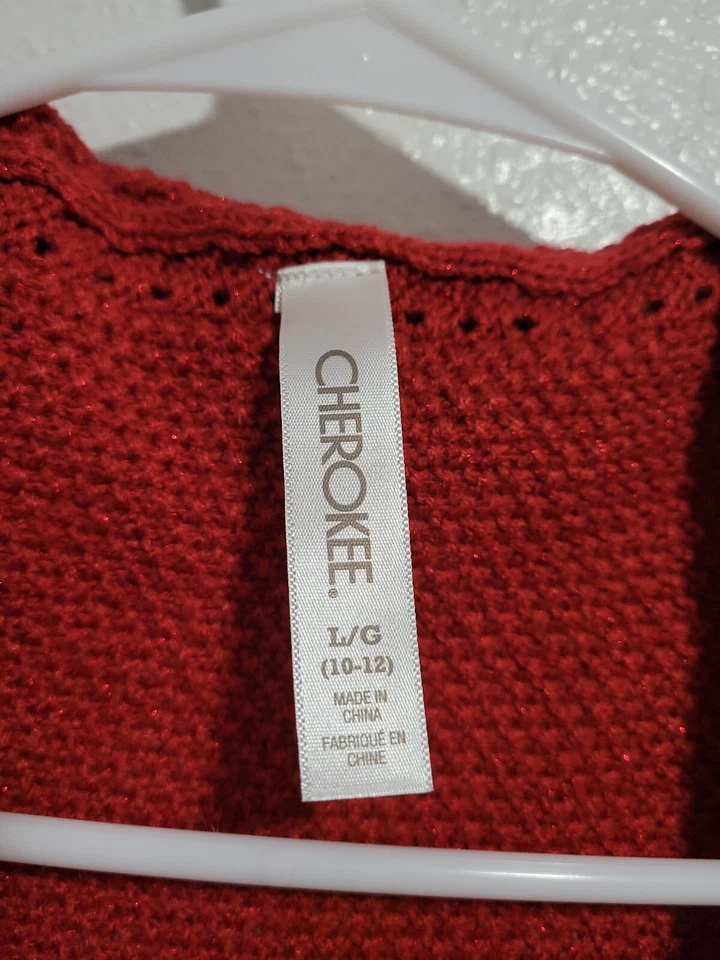 CHEROKEE®
L/G
(10-12)
MADE IN
CHINA
FABRIQUÉ EN
CHINE